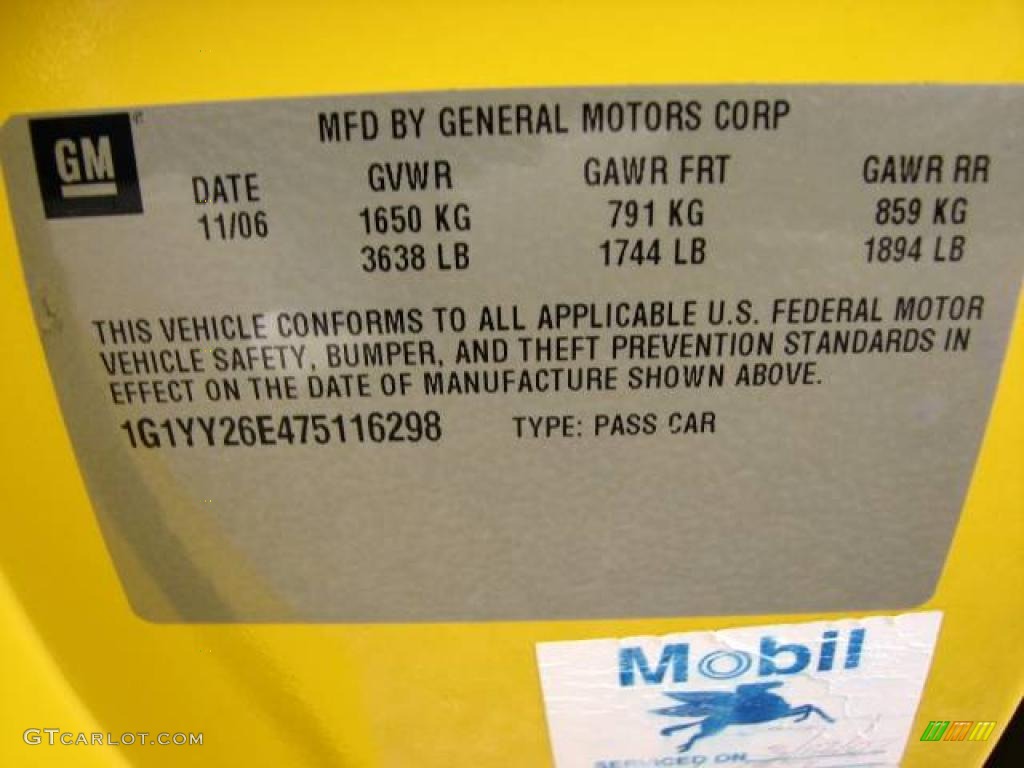 MFD BY GENERAL MOTORS CORP
GM
DATE GVWR GAWR FRT GAWR RR
11/06 1650 KG 791 KG 859 KG
3638 LB 1744 LB 1894 LB
THIS VEHICLE CONFORMS TO ALL APPLICABLE U.S. FEDERAL MOTOR
VEHICLE SAFETY, BUMPER, AND THEFT PREVENTION STANDARDS IN
EFFECT ON THE DATE OF MANUFACTURE SHOWN ABOVE.
1G1YY26E475116298 TYPE: PASS CAR
Mobil
SERVICED ON
GTCARLOT.COM